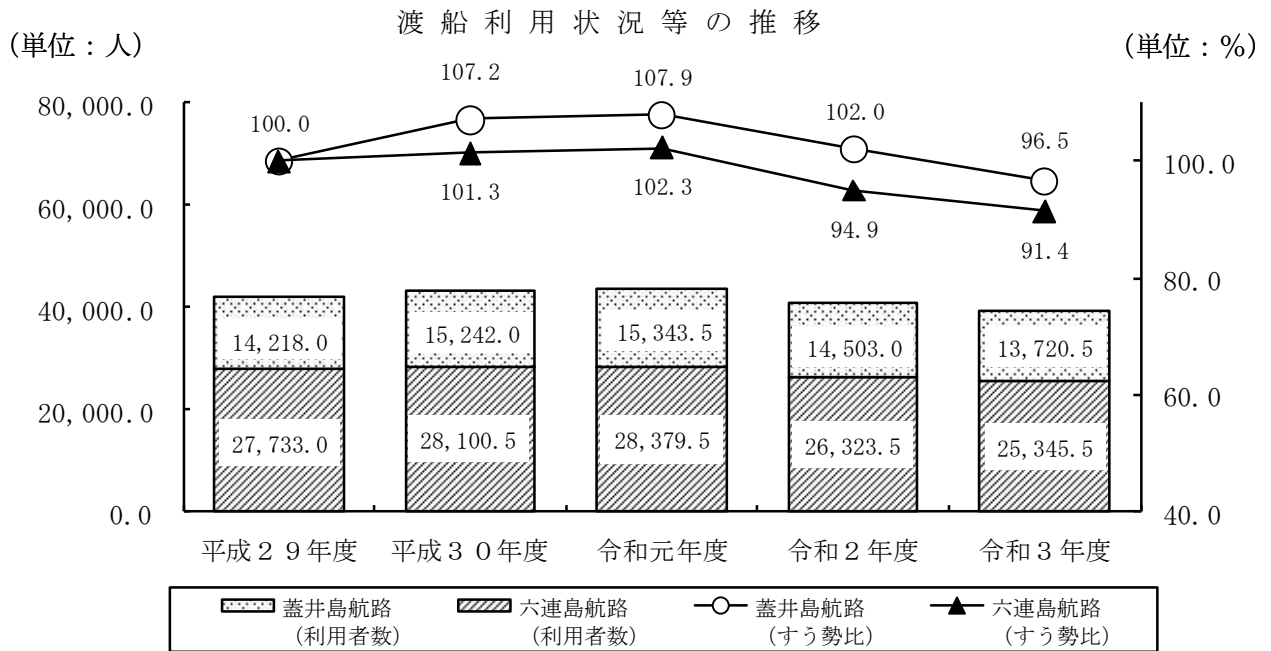 渡船利用状況等の推移
（単位：人）
（単位：％）
107.2
107.9
102.0
96.5
100.0
101.3
102.3
94.9
91.4
80,000.0
60,000.0
40,000.0
20,000.0
0.0
100.0
80.0
60.0
40.0
14,218.0
15,242.0
15,343.5
14,503.0
13,720.5
27,733.0
28,100.5
28,379.5
26,323.5
25,345.5
平成２９年度
平成３０年度
令和元年度
令和２年度
令和３年度
蓋井島航路
（利用者数）
六連島航路
（利用者数）
蓋井島航路
（すう勢比）
六連島航路
（すう勢比）